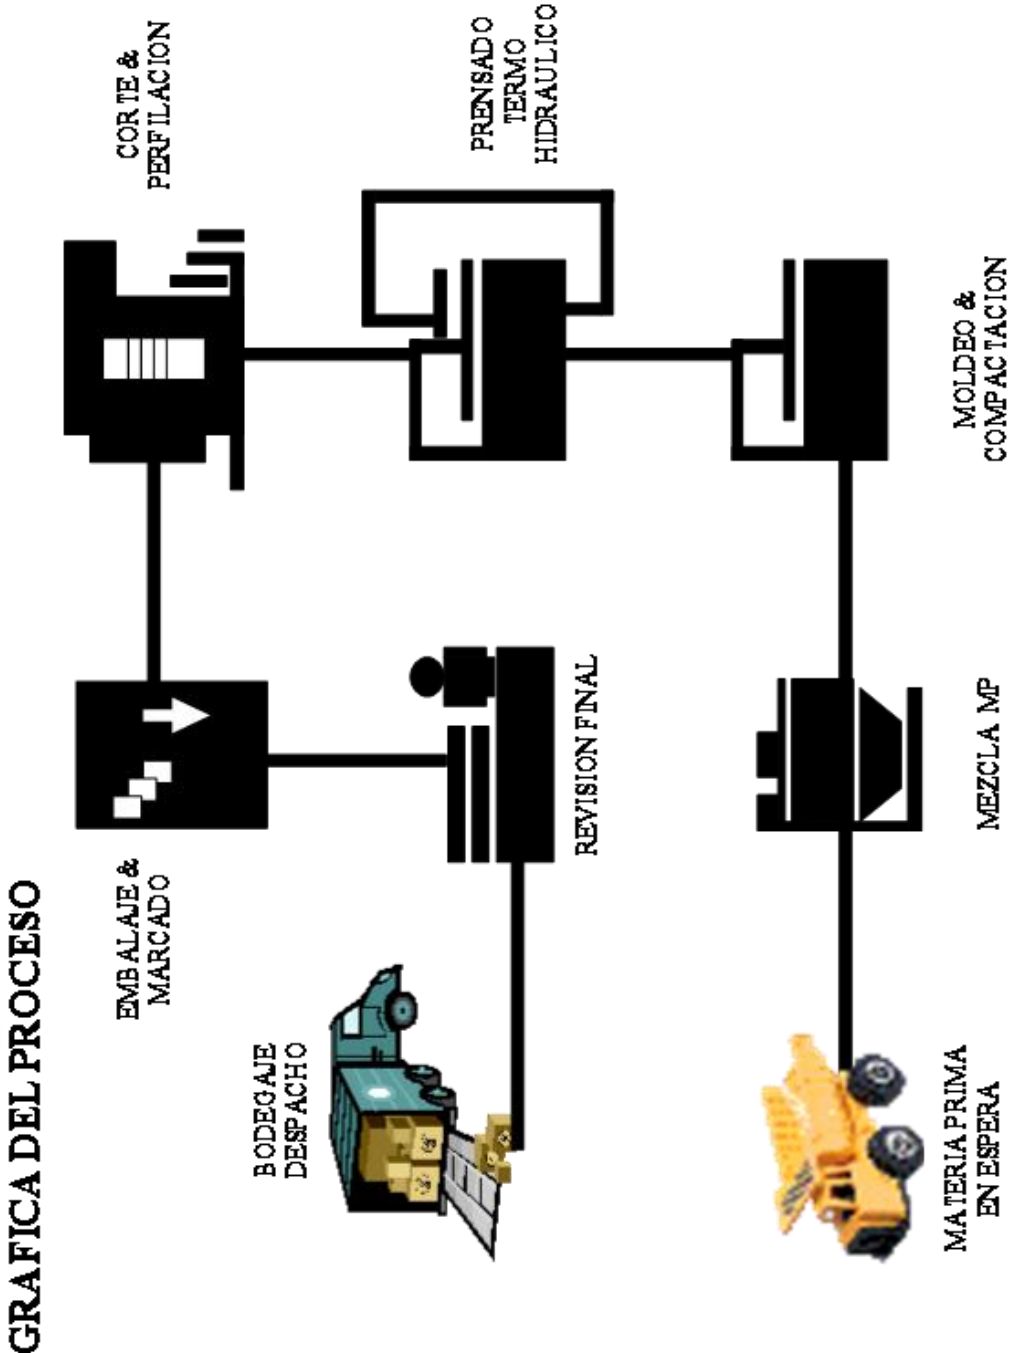 GRAFICA DEL PROCESO
BODEGAJE
DESPACHO
EMBALAJE &
MARCADO
CORTE &
PERFILACION
REVISION FINAL
PRENSADO
TERMO
HIDRAULICO
MATERIA PRIMA
EN ESPERA
MEZCLA MP
MOLDEO &
COMPACTACION